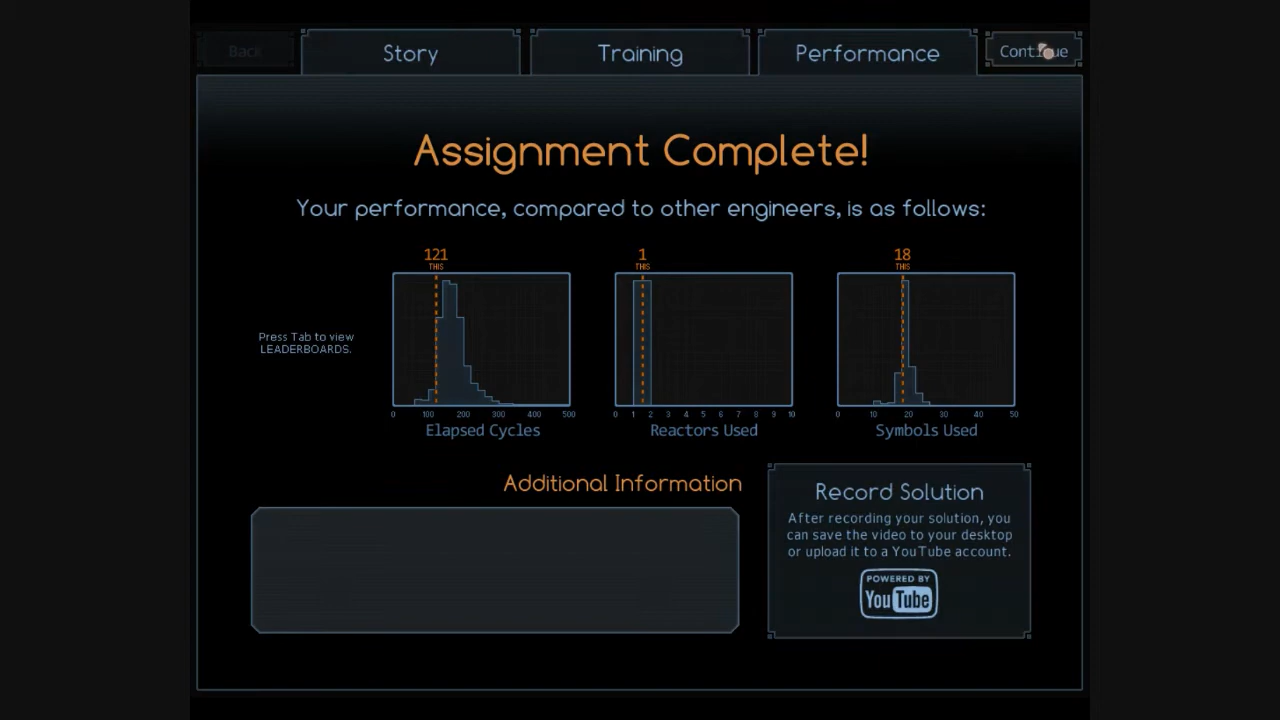 Back
Story
Training
Performance
Continue
Assignment Complete!
Your performance, compared to other engineers, is as follows:
121
THIS
1
THIS
18
THIS
Press Tab to view
LEADERBOARDS.
0 100 200 300 400 500
0 1 2 3 4 5 6 7 8 9 10
0 10 20 30 40 50
Elapsed Cycles
Reactors Used
Symbols Used
Additional Information
Record Solution
After recording your solution, you
can save the video to your desktop
or upload it to a YouTube account.
POWERED BY
YouTube